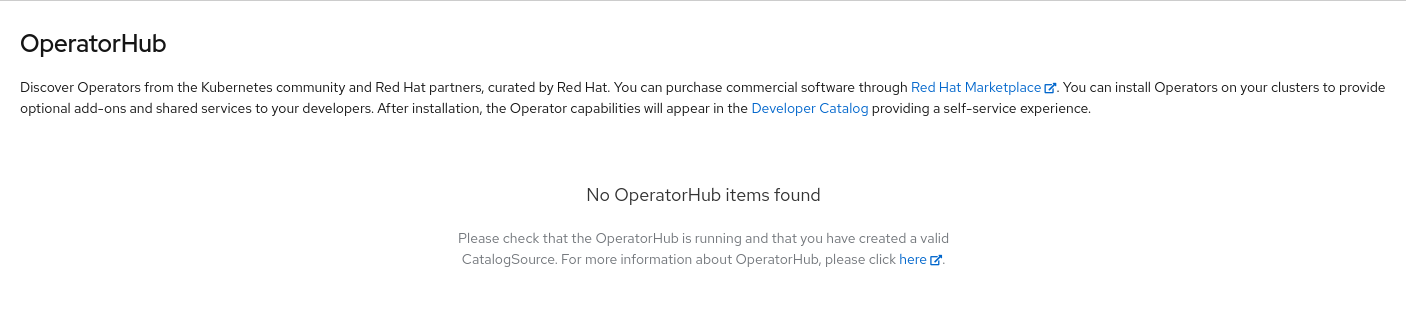 OperatorHub
Discover Operators from the Kubernetes community and Red Hat partners, curated by Red Hat. You can purchase commercial software through Red Hat Marketplace. You can install Operators on your clusters to provide
optional add-ons and shared services to your developers. After installation, the Operator capabilities will appear in the Developer Catalog providing a self-service experience.
No OperatorHub items found
Please check that the OperatorHub is running and that you have created a valid
CatalogSource. For more information about OperatorHub, please click here.